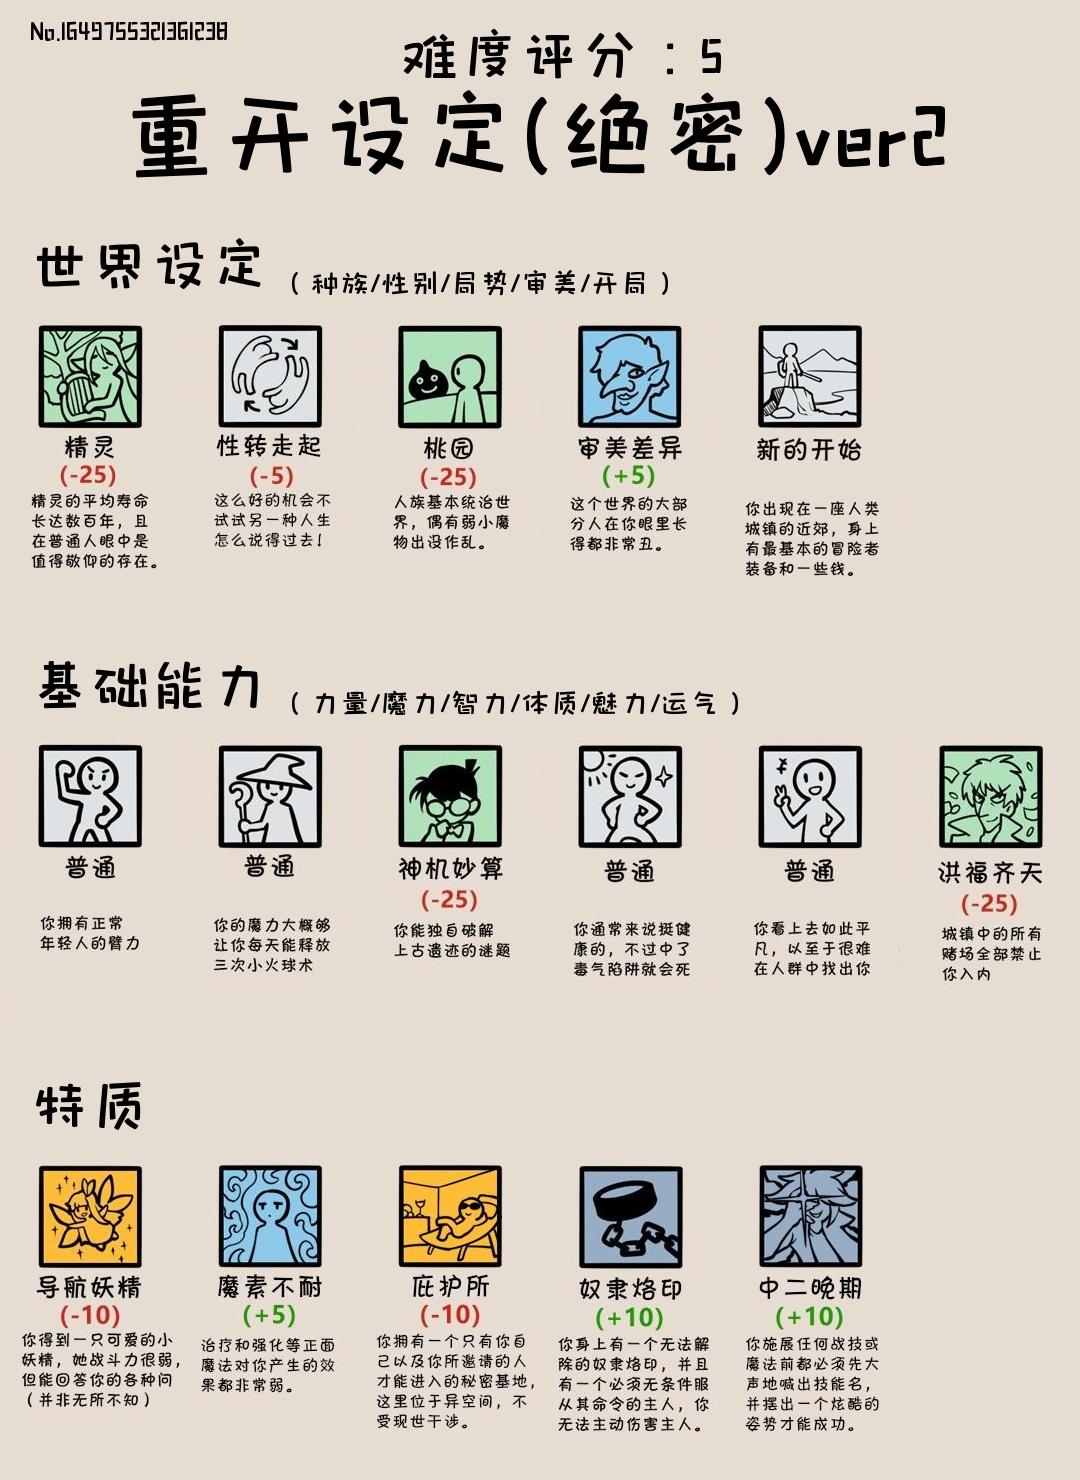 No.1649755321361238
难度评分:5
重开设定(绝密)ver2
世界设定
(种族/性别/局势/审美/开局)
精灵
(-25)
精灵的平均寿命
长达数百年，且
在普通人眼中是
值得敬仰的存在。
性转走起
(-5)
这么好的机会不
试试另一种人生
怎么说得过去！
桃园
(-25)
人族基本统治世
界，偶有弱小魔
物出没作乱。
审美差异
(+5)
这个世界的大部
分人在你眼里长
得都非常丑。
新的开始
你出现在一座人类
城镇的近郊，身上
有最基本的冒险者
装备和一些钱。
基础能力
(力量/魔力/智力/体质/魅力/运气)
普通
你拥有正常
年轻人的臂力
普通
你的魔力大概够
让你每天能释放
三次小火球术
神机妙算
(-25)
你能独自破解
上古遗迹的谜题
普通
你通常来说挺健
康的，不过中了
毒气陷阱就会死
普通
你看上去如此平
凡，以至于很难
在人群中找出你
洪福齐天
(-25)
城镇中的所有
赌场全部禁止
你入内
特质
导航妖精
(-10)
你得到一只可爱的小
妖精，她战斗力很弱，
但能回答你的各种问
(并非无所不知)
魔素不耐
(+5)
治疗和强化等正面
魔法对你产生的效
果都非常弱。
庇护所
(-10)
你拥有一个只有你自
己以及你所邀请的人
才能进入的秘密基地，
这里位于异空间，不
受现世干涉。
奴隶烙印
(+10)
你身上有一个无法解
除的奴隶烙印，并且
有一个必须无条件服
从其命令的主人，你
无法主动伤害主人。
中二晚期
(+10)
你施展任何战技或
魔法前都必须先大
声地喊出技能名，
并摆出一个炫酷的
姿势才能成功。